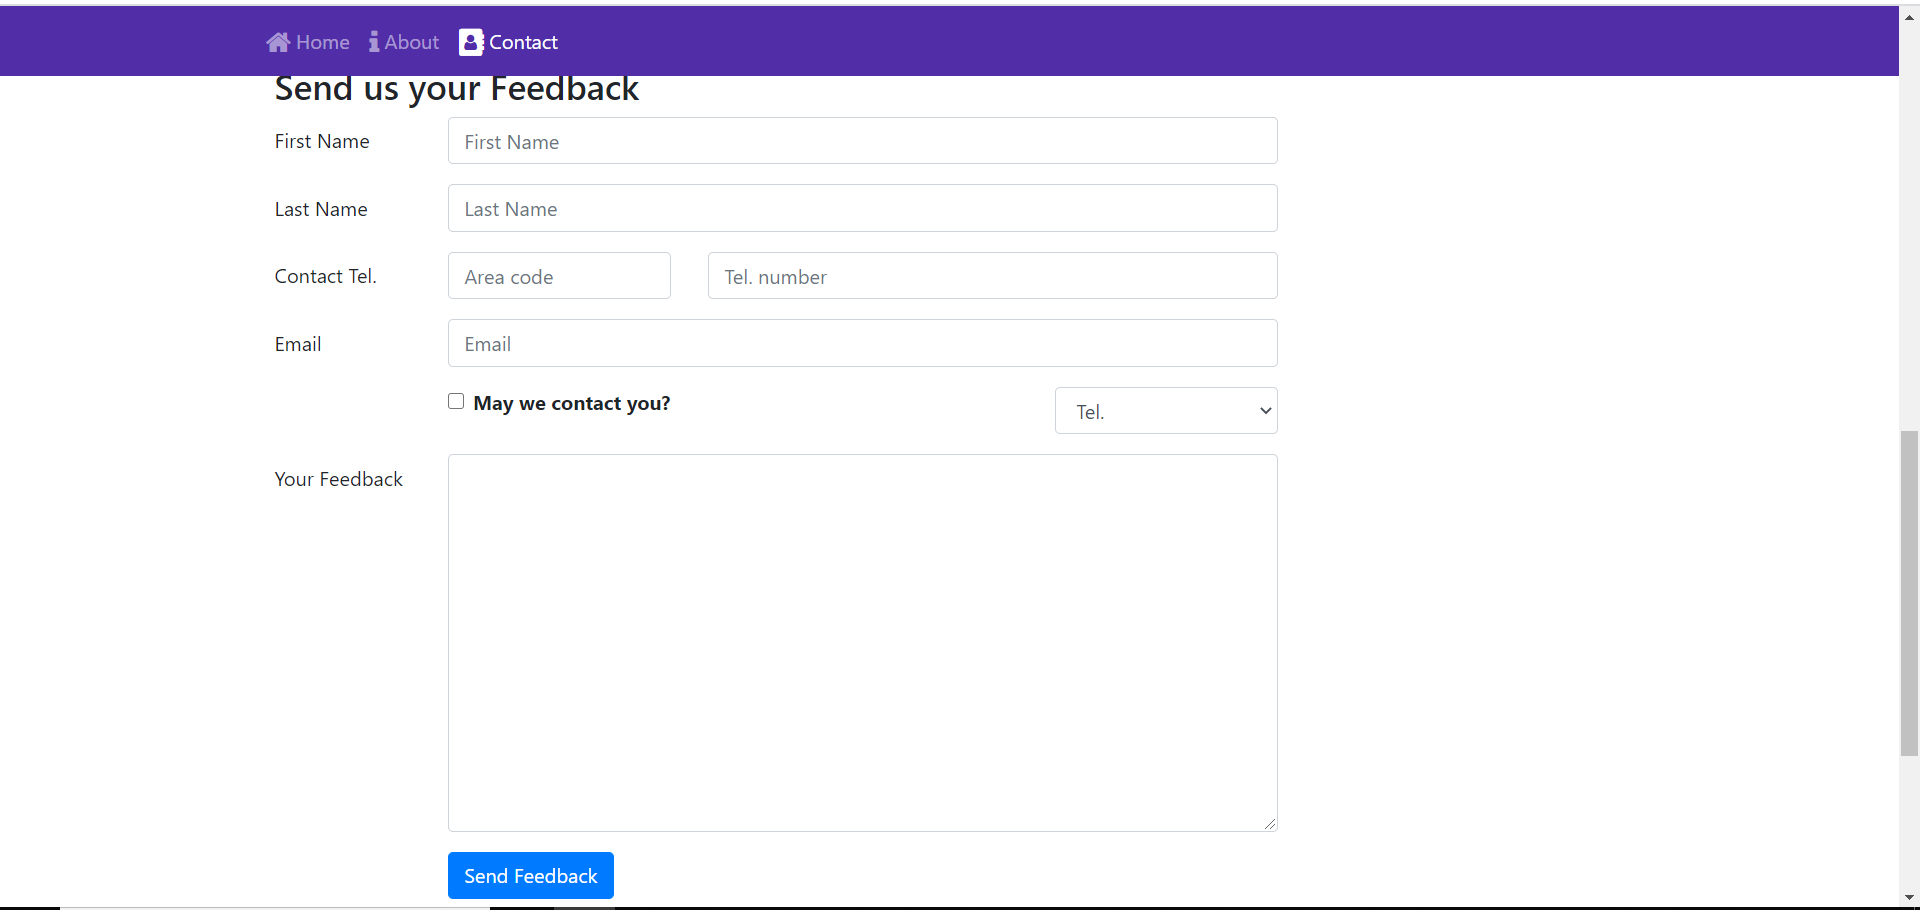 Home About Contact
Send us your Feedback
First Name First Name
Last Name Last Name
Contact Tel. Area code Tel. number
Email Email
May we contact you? Tel.
Your Feedback
Send Feedback